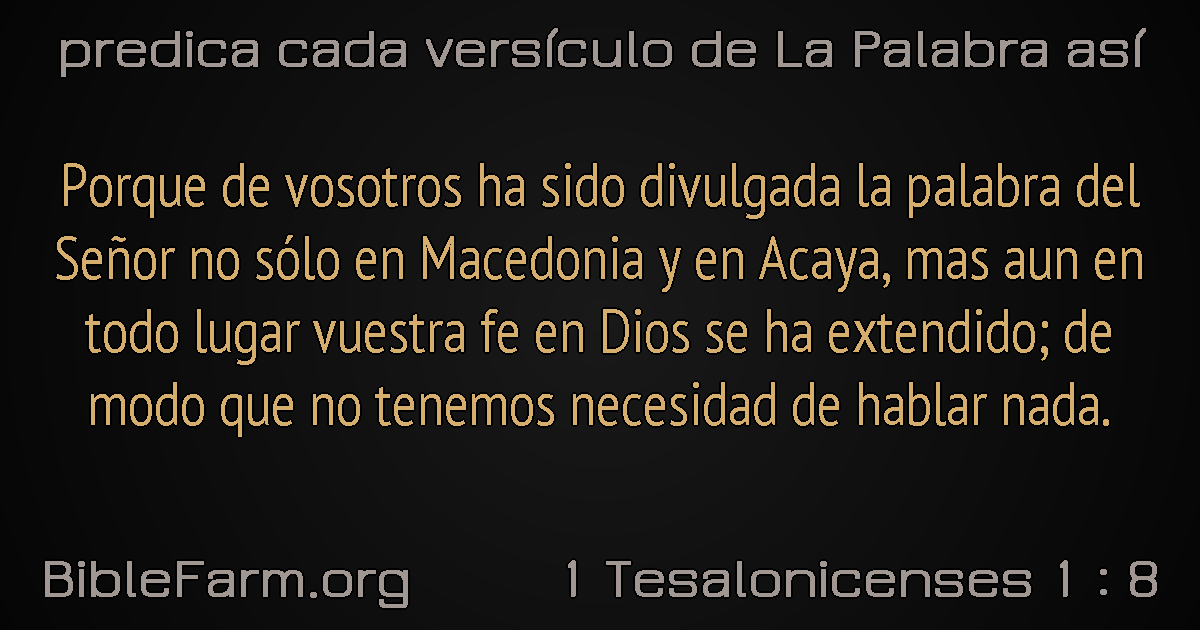 predica cada versículo de La Palabra así
Porque de vosotros ha sido divulgada la palabra del
Señor no sólo en Macedonia y en Acaya, mas aun en
todo lugar vuestra fe en Dios se ha extendido; de
modo que no tenemos necesidad de hablar nada.
BibleFarm.org
1 Tesalonicenses 1 : 8